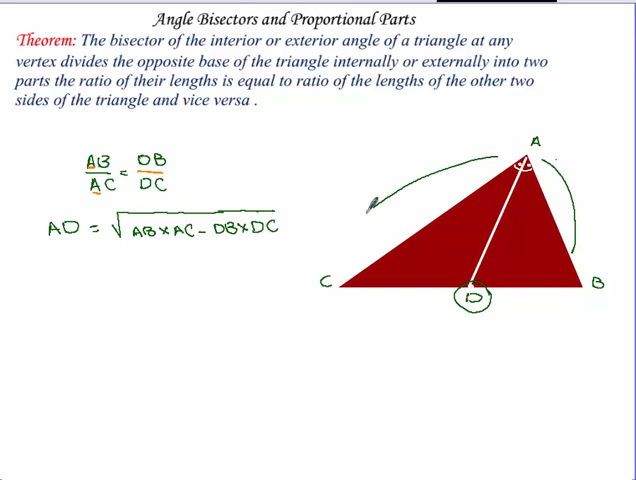 Angle Bisectors and Proportional Parts
Theorem: The bisector of the interior or exterior angle of a triangle at any
vertex divides the opposite base of the triangle internally or externally into two
parts the ratio of their lengths is equal to ratio of the lengths of the other two
sides of the triangle and vice versa .
AB/AC = DB/DC
AD = √(AB×AC - DB×DC)
A
C
D
B